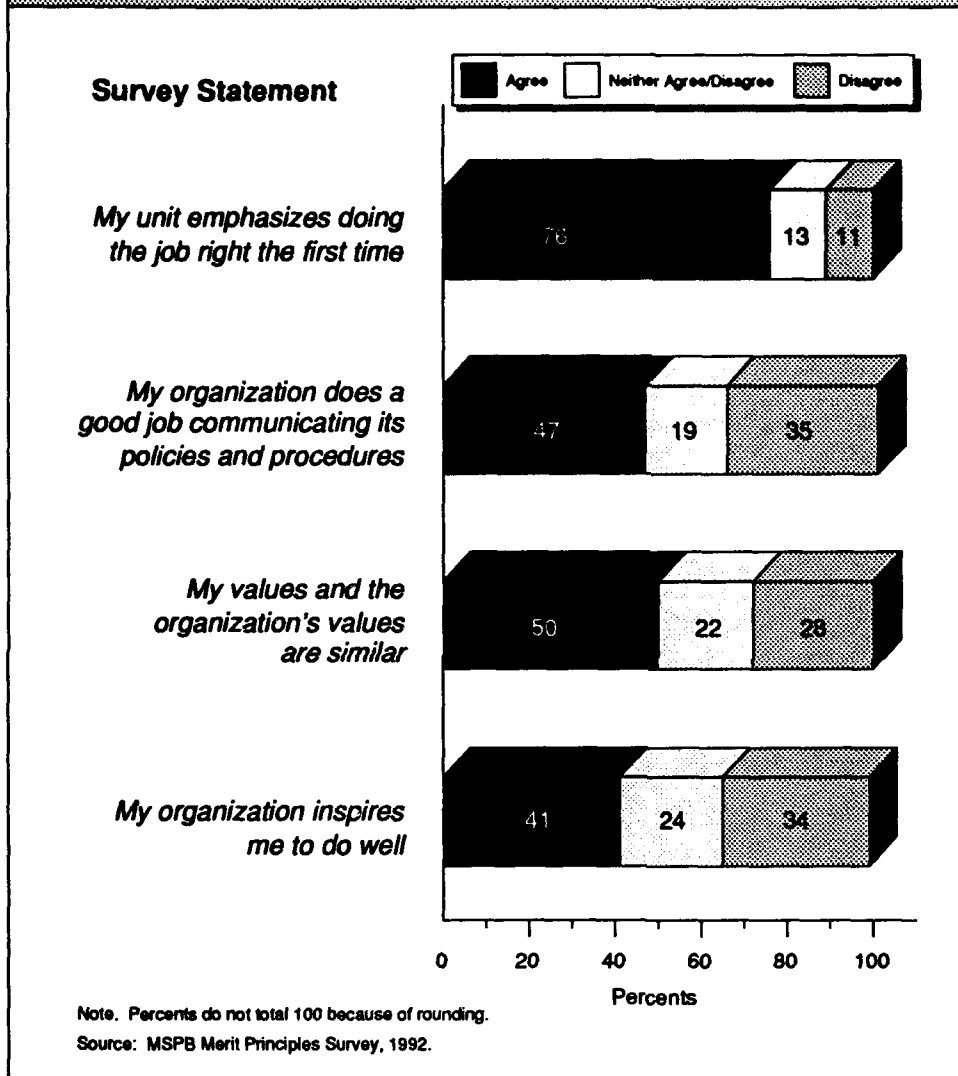 Survey Statement
Agree Neither Agree/Disagree Disagree
My unit emphasizes doing
the job right the first time
76 13 11
My organization does a
good job communicating its
policies and procedures
47 19 35
My values and the
organization's values
are similar
50 22 28
My organization inspires
me to do well
41 24 34
0 20 40 60 80 100
Percents
Note. Percents do not total 100 because of rounding.
Source: MSPB Merit Principles Survey, 1992.